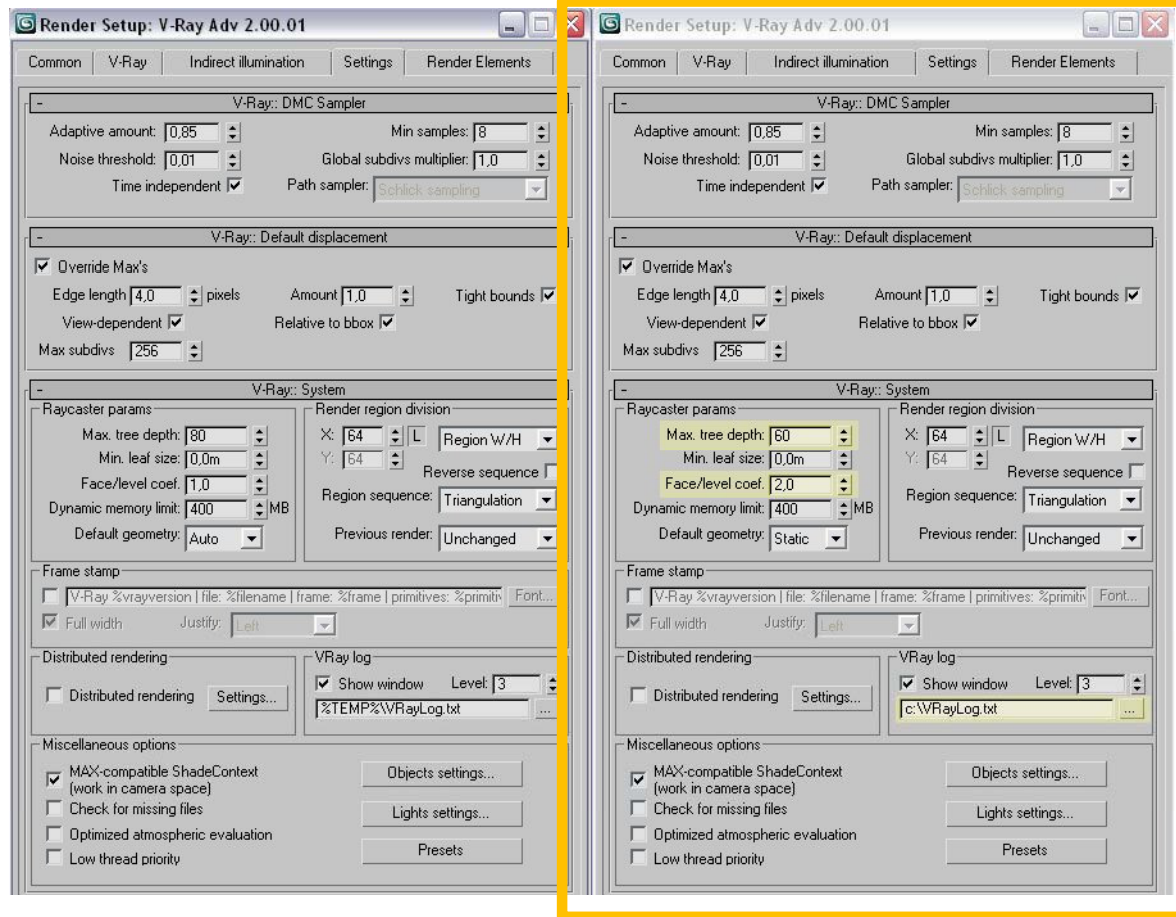 Render Setup: V-Ray Adv 2.00.01
Common V-Ray Indirect illumination Settings Render Elements
- V-Ray:: DMC Sampler
Adaptive amount: 0,85 Min samples: 8
Noise threshold: 0,01 Global subdivs multiplier: 1,0
Time independent Path sampler: Schlick sampling
- V-Ray:: Default displacement
Override Max's
Edge length 4,0 pixels Amount 1,0 Tight bounds
View-dependent Relative to bbox
Max subdivs 256
- V-Ray:: System
Raycaster params Render region division
Max. tree depth: 80 X: 64 L Region W/H
Min. leaf size: 0,0m Y: 64
Reverse sequence
Face/level coef. 1,0 Region sequence: Triangulation
Dynamic memory limit: 400 MB
Default geometry: Auto Previous render: Unchanged
Frame stamp
V-Ray %vrayversion | file: %filename | frame: %frame | primitives: %primitiv Font...
Full width Justify: Left
Distributed rendering VRay log
Show window Level: 3
Distributed rendering Settings... %TEMP%\VRayLog.txt ...
Miscellaneous options
MAX-compatible ShadeContext Objects settings...
(work in camera space)
Check for missing files Lights settings...
Optimized atmospheric evaluation
Low thread priority Presets
Render Setup: V-Ray Adv 2.00.01
Common V-Ray Indirect illumination Settings Render Elements
- V-Ray:: DMC Sampler
Adaptive amount: 0,85 Min samples: 8
Noise threshold: 0,01 Global subdivs multiplier: 1,0
Time independent Path sampler: Schlick sampling
- V-Ray:: Default displacement
Override Max's
Edge length 4,0 pixels Amount 1,0 Tight bounds
View-dependent Relative to bbox
Max subdivs 256
- V-Ray:: System
Raycaster params Render region division
Max. tree depth: 60 X: 64 L Region W/H
Min. leaf size: 0,0m Y: 64
Reverse sequence
Face/level coef. 2,0 Region sequence: Triangulation
Dynamic memory limit: 400 MB
Default geometry: Static Previous render: Unchanged
Frame stamp
V-Ray %vrayversion | file: %filename | frame: %frame | primitives: %primitiv Font...
Full width Justify: Left
Distributed rendering VRay log
Show window Level: 3
Distributed rendering Settings... c:\VRayLog.txt ...
Miscellaneous options
MAX-compatible ShadeContext Objects settings...
(work in camera space)
Check for missing files Lights settings...
Optimized atmospheric evaluation
Low thread priority Presets